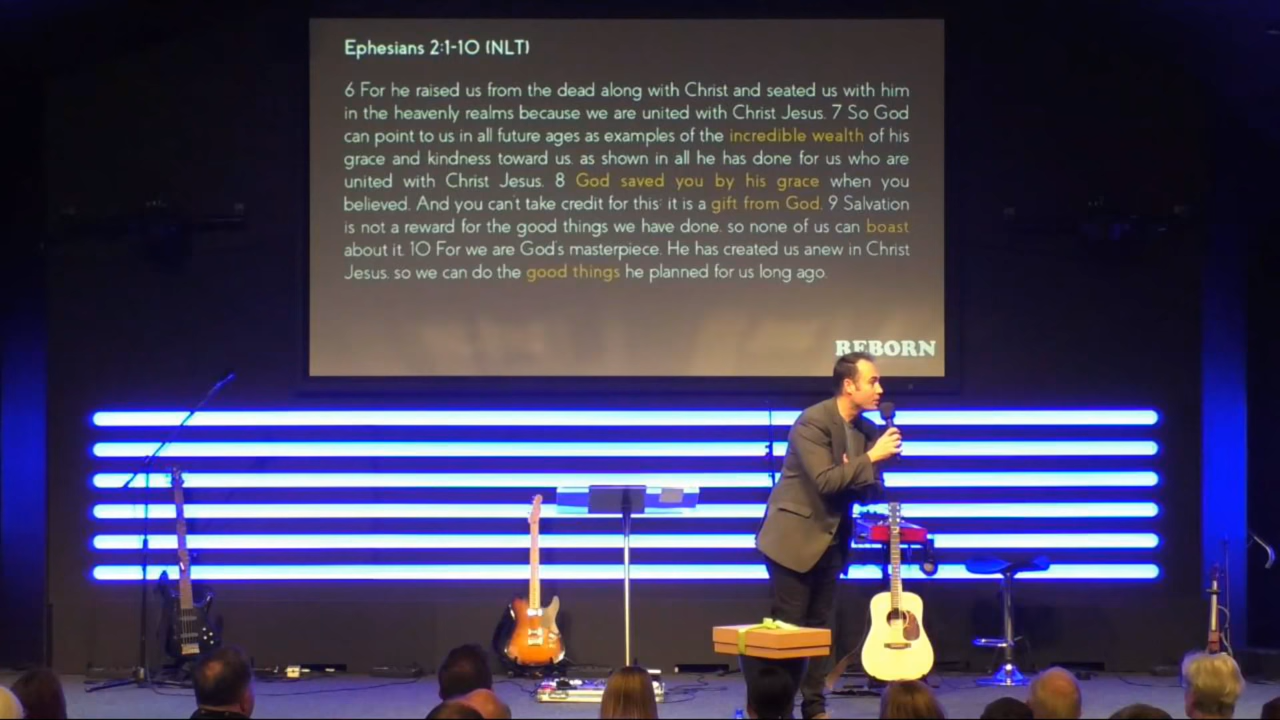 Ephesians 2:1-10 (NLT)
6 For he raised us from the dead along with Christ and seated us with him
in the heavenly realms because we are united with Christ Jesus. 7 So God
can point to us in all future ages as examples of the incredible wealth of his
grace and kindness toward us, as shown in all he has done for us who are
united with Christ Jesus. 8 God saved you by his grace when you
believed. And you can't take credit for this; it is a gift from God. 9 Salvation
is not a reward for the good things we have done, so none of us can boast
about it. 10 For we are God's masterpiece. He has created us anew in Christ
Jesus, so we can do the good things he planned for us long ago.
REBORN